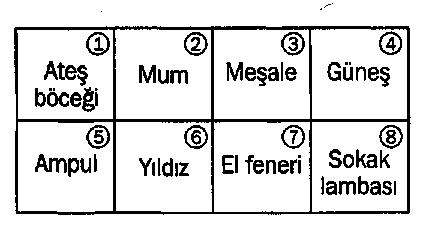 ① ② ③ ④
Ateş böceği Mum Meşale Güneş
⑤ ⑥ ⑦ ⑧
Ampul Yıldız El feneri Sokak lambası